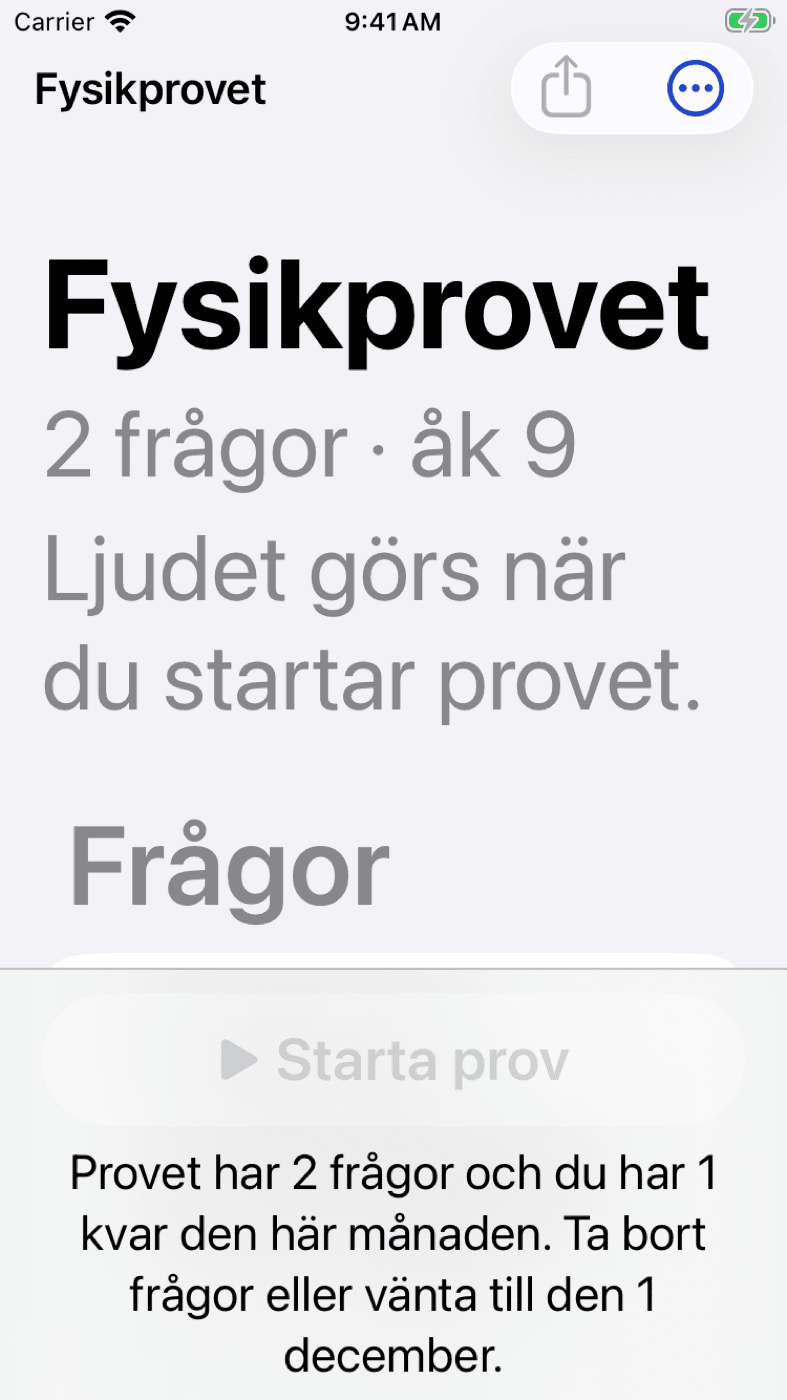 Carrier
9:41 AM
Fysikprovet
Fysikprovet
2 frågor · åk 9
Ljudet görs när
du startar provet.
Frågor
Starta prov
Provet har 2 frågor och du har 1
kvar den här månaden. Ta bort
frågor eller vänta till den 1
december.